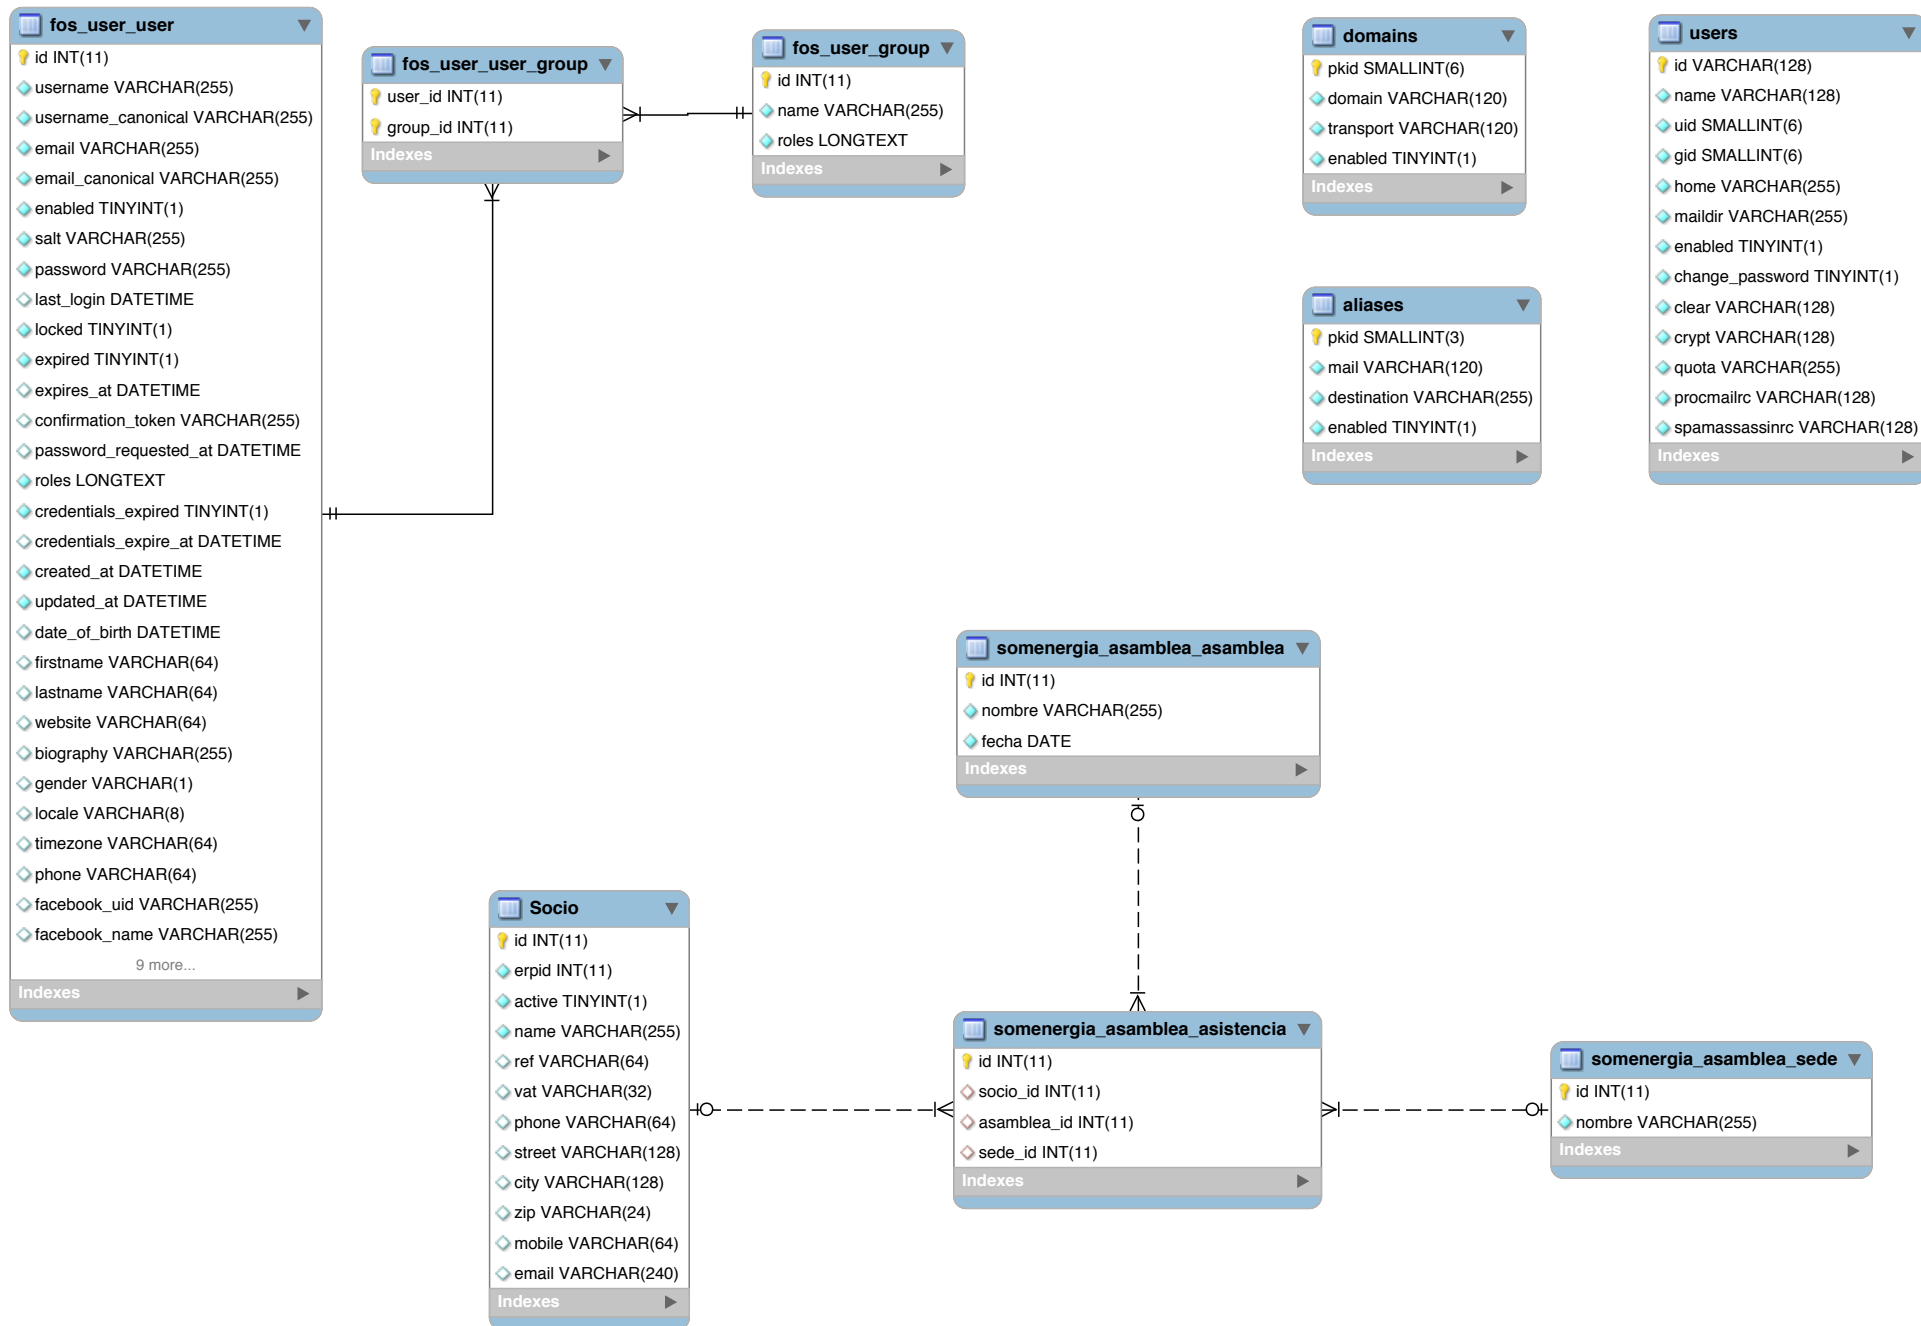 fos_user_user
id INT(11)
username VARCHAR(255)
username_canonical VARCHAR(255)
email VARCHAR(255)
email_canonical VARCHAR(255)
enabled TINYINT(1)
salt VARCHAR(255)
password VARCHAR(255)
last_login DATETIME
locked TINYINT(1)
expired TINYINT(1)
expires_at DATETIME
confirmation_token VARCHAR(255)
password_requested_at DATETIME
roles LONGTEXT
credentials_expired TINYINT(1)
credentials_expire_at DATETIME
created_at DATETIME
updated_at DATETIME
date_of_birth DATETIME
firstname VARCHAR(64)
lastname VARCHAR(64)
website VARCHAR(64)
biography VARCHAR(255)
gender VARCHAR(1)
locale VARCHAR(8)
timezone VARCHAR(64)
phone VARCHAR(64)
facebook_uid VARCHAR(255)
facebook_name VARCHAR(255)
9 more...
Indexes
fos_user_user_group
user_id INT(11)
group_id INT(11)
Indexes
fos_user_group
id INT(11)
name VARCHAR(255)
roles LONGTEXT
Indexes
domains
pkid SMALLINT(6)
domain VARCHAR(120)
transport VARCHAR(120)
enabled TINYINT(1)
Indexes
users
id VARCHAR(128)
name VARCHAR(128)
uid SMALLINT(6)
gid SMALLINT(6)
home VARCHAR(255)
maildir VARCHAR(255)
enabled TINYINT(1)
change_password TINYINT(1)
clear VARCHAR(128)
crypt VARCHAR(128)
quota VARCHAR(255)
procmailrc VARCHAR(128)
spamassassinrc VARCHAR(128)
Indexes
aliases
pkid SMALLINT(3)
mail VARCHAR(120)
destination VARCHAR(255)
enabled TINYINT(1)
Indexes
somenergia_asamblea_asamblea
id INT(11)
nombre VARCHAR(255)
fecha DATE
Indexes
Socio
id INT(11)
erpid INT(11)
active TINYINT(1)
name VARCHAR(255)
ref VARCHAR(64)
vat VARCHAR(32)
phone VARCHAR(64)
street VARCHAR(128)
city VARCHAR(128)
zip VARCHAR(24)
mobile VARCHAR(64)
email VARCHAR(240)
Indexes
somenergia_asamblea_asistencia
id INT(11)
socio_id INT(11)
asamblea_id INT(11)
sede_id INT(11)
Indexes
somenergia_asamblea_sede
id INT(11)
nombre VARCHAR(255)
Indexes